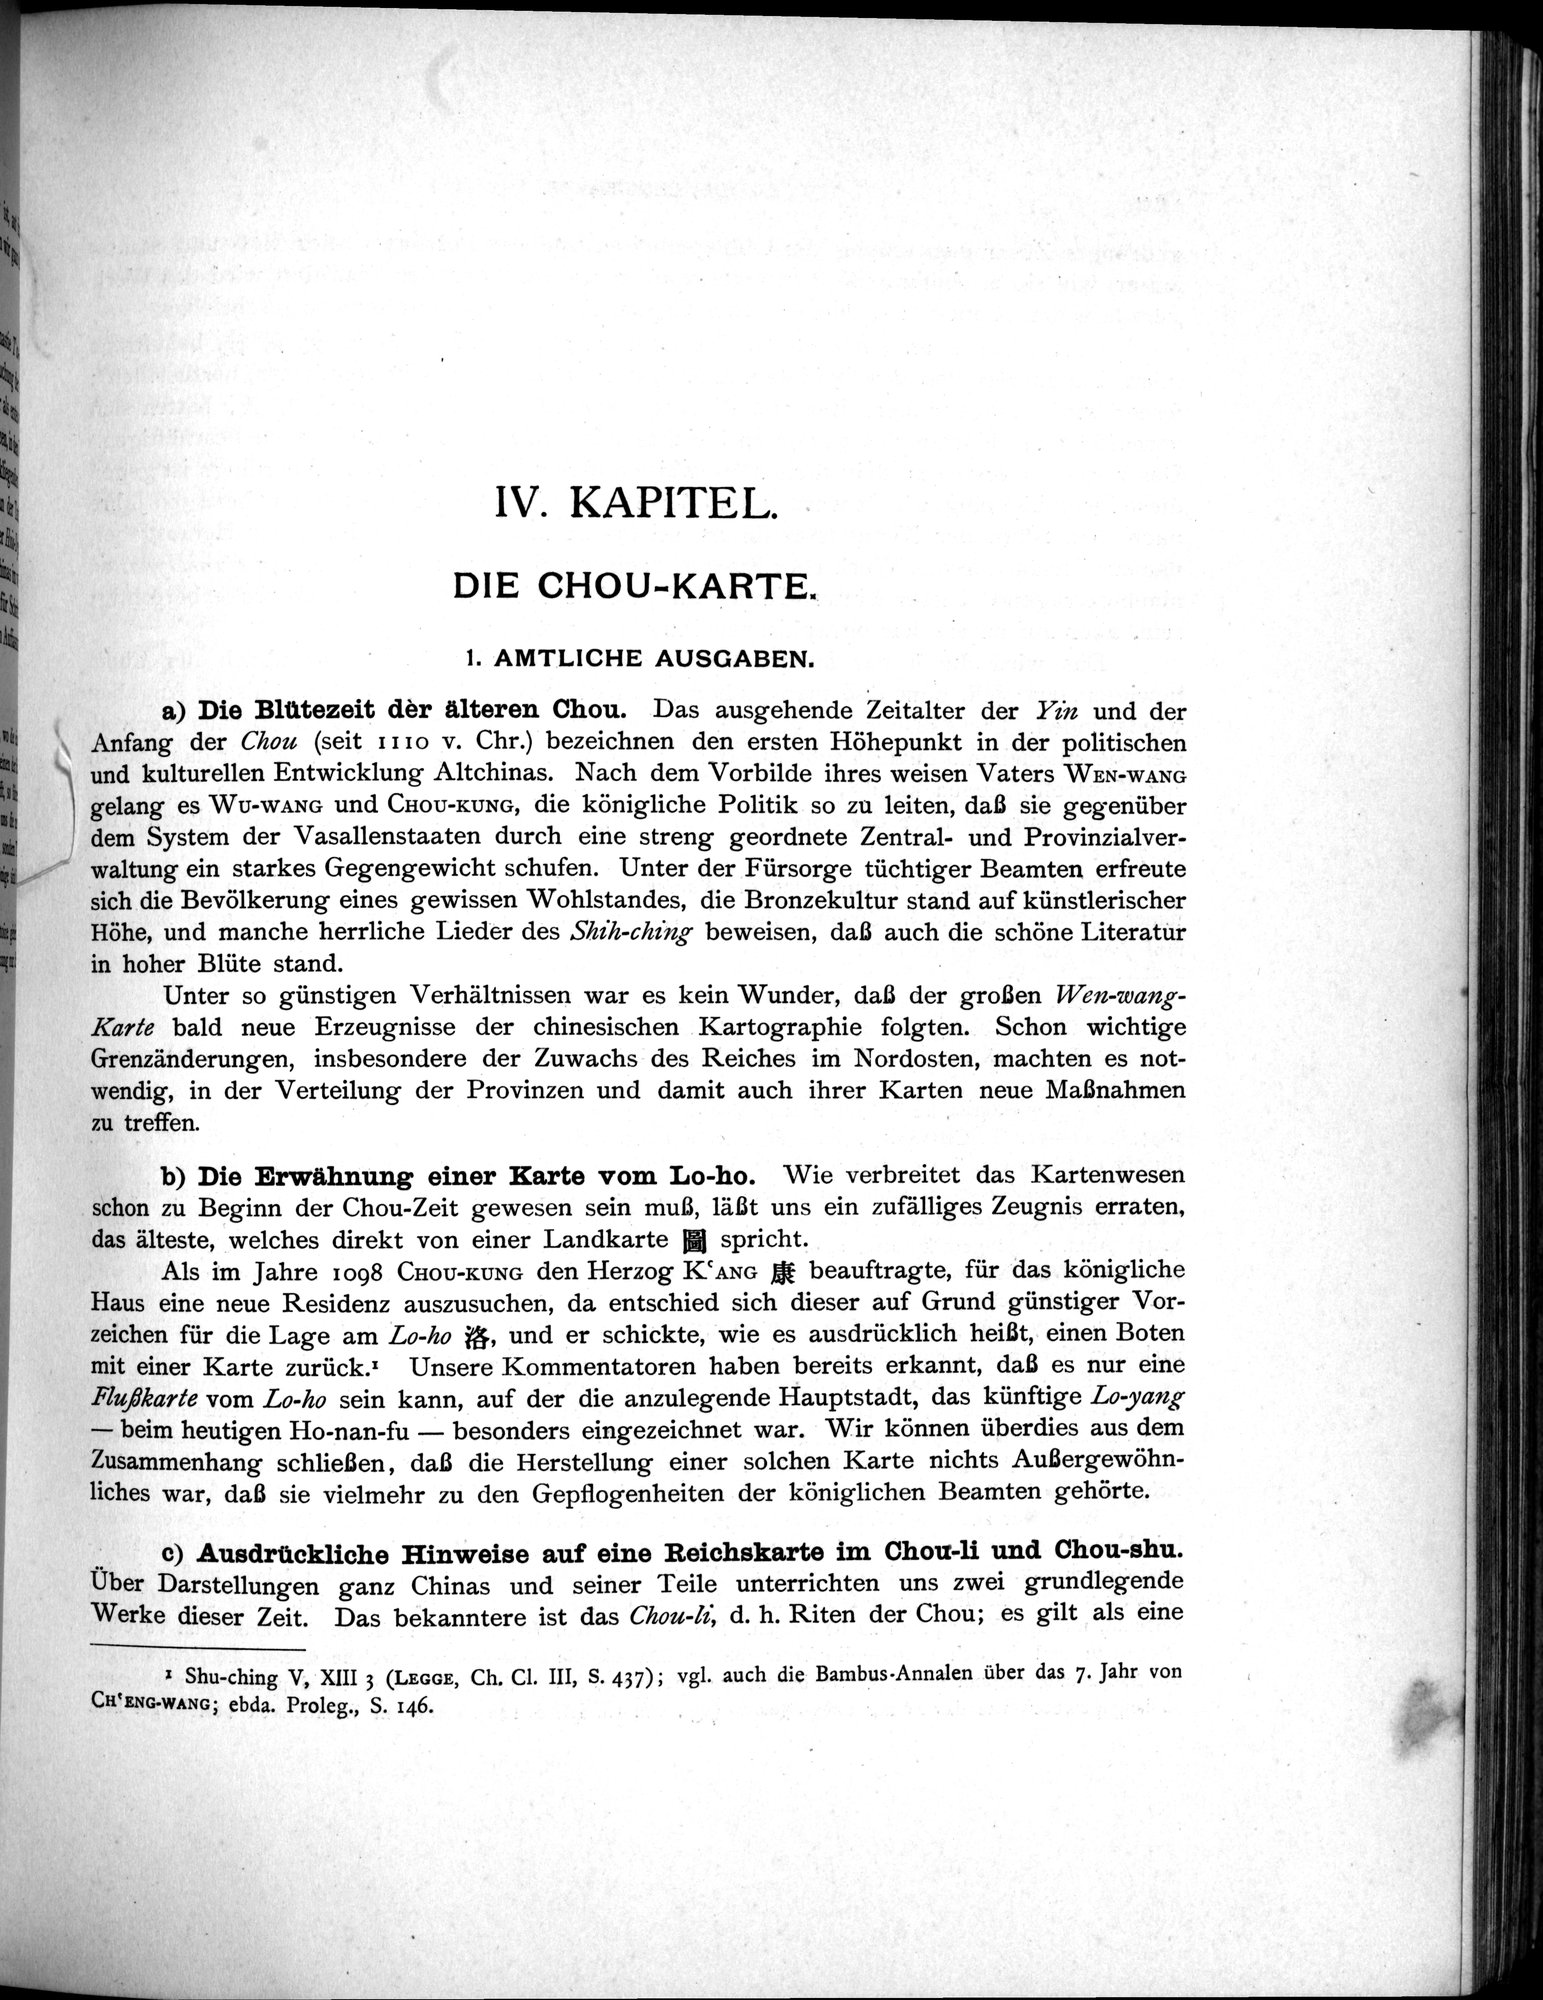 IV. KAPITEL.
DIE CHOU-KARTE.
1. AMTLICHE AUSGABEN.
a) Die Blütezeit der älteren Chou. Das ausgehende Zeitalter der Yin und der
Anfang der Chou (seit 1110 v. Chr.) bezeichnen den ersten Höhepunkt in der politischen
und kulturellen Entwicklung Altchinas. Nach dem Vorbilde ihres weisen Vaters WEN-WANG
gelang es WU-WANG und CHOU-KUNG, die königliche Politik so zu leiten, daß sie gegenüber
dem System der Vasallenstaaten durch eine streng geordnete Zentral- und Provinzialver-
waltung ein starkes Gegengewicht schufen. Unter der Fürsorge tüchtiger Beamten erfreute
sich die Bevölkerung eines gewissen Wohlstandes, die Bronzekultur stand auf künstlerischer
Höhe, und manche herrliche Lieder des Shih-ching beweisen, daß auch die schöne Literatur
in hoher Blüte stand.
Unter so günstigen Verhältnissen war es kein Wunder, daß der großen Wen-wang-
Karte bald neue Erzeugnisse der chinesischen Kartographie folgten. Schon wichtige
Grenzänderungen, insbesondere der Zuwachs des Reiches im Nordosten, machten es not-
wendig, in der Verteilung der Provinzen und damit auch ihrer Karten neue Maßnahmen
zu treffen.
b) Die Erwähnung einer Karte vom Lo-ho. Wie verbreitet das Kartenwesen
schon zu Beginn der Chou-Zeit gewesen sein muß, läßt uns ein zufälliges Zeugnis erraten,
das älteste, welches direkt von einer Landkarte 圖 spricht.
Als im Jahre 1098 CHOU-KUNG den Herzog KʿANG 康 beauftragte, für das königliche
Haus eine neue Residenz auszusuchen, da entschied sich dieser auf Grund günstiger Vor-
zeichen für die Lage am Lo-ho 洛, und er schickte, wie es ausdrücklich heißt, einen Boten
mit einer Karte zurück.¹ Unsere Kommentatoren haben bereits erkannt, daß es nur eine
Flußkarte vom Lo-ho sein kann, auf der die anzulegende Hauptstadt, das künftige Lo-yang
— beim heutigen Ho-nan-fu — besonders eingezeichnet war. Wir können überdies aus dem
Zusammenhang schließen, daß die Herstellung einer solchen Karte nichts Außergewöhn-
liches war, daß sie vielmehr zu den Gepflogenheiten der königlichen Beamten gehörte.
c) Ausdrückliche Hinweise auf eine Reichskarte im Chou-li und Chou-shu.
Über Darstellungen ganz Chinas und seiner Teile unterrichten uns zwei grundlegende
Werke dieser Zeit. Das bekanntere ist das Chou-li, d. h. Riten der Chou; es gilt als eine
¹ Shu-ching V, XIII 3 (LEGGE, Ch. Cl. III, S. 437); vgl. auch die Bambus-Annalen über das 7. Jahr von
CHʿENG-WANG; ebda. Proleg., S. 146.